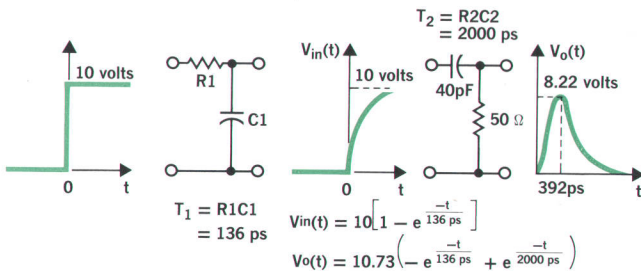 T₂ = R2C2
= 2000 ps
10 volts
R1
C1
0
t
Vin(t)
10 volts
0
t
40pF
50 Ω
Vo(t)
8.22 volts
392ps
t
T₁ = R1C1
= 136 ps
Vin(t) = 10[1 − e^(−t/136 ps)]
Vo(t) = 10.73(− e^(−t/136 ps) + e^(−t/2000 ps))